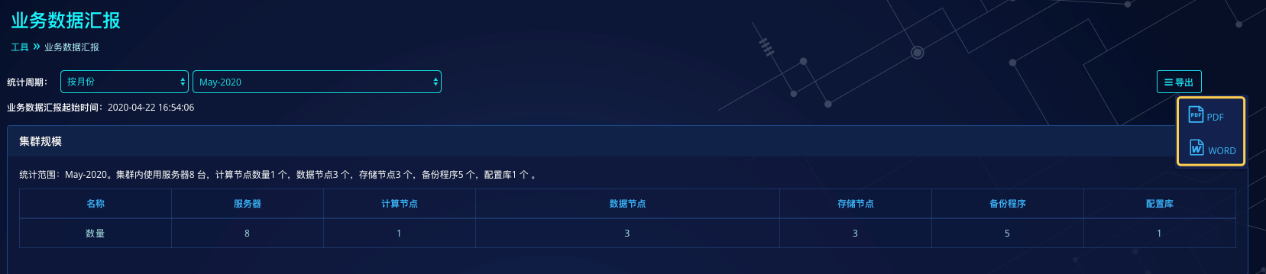 业务数据汇报
工具 » 业务数据汇报
统计周期： 按月份 May-2020 导出
业务数据汇报起始时间：2020-04-22 16:54:06
PDF
WORD
集群规模
统计范围：May-2020。集群内使用服务器8 台，计算节点数量1 个，数据节点3 个，存储节点3 个，备份程序5 个，配置库1 个 。
名称 服务器 计算节点 数据节点 存储节点 备份程序 配置库
数量 8 1 3 3 5 1